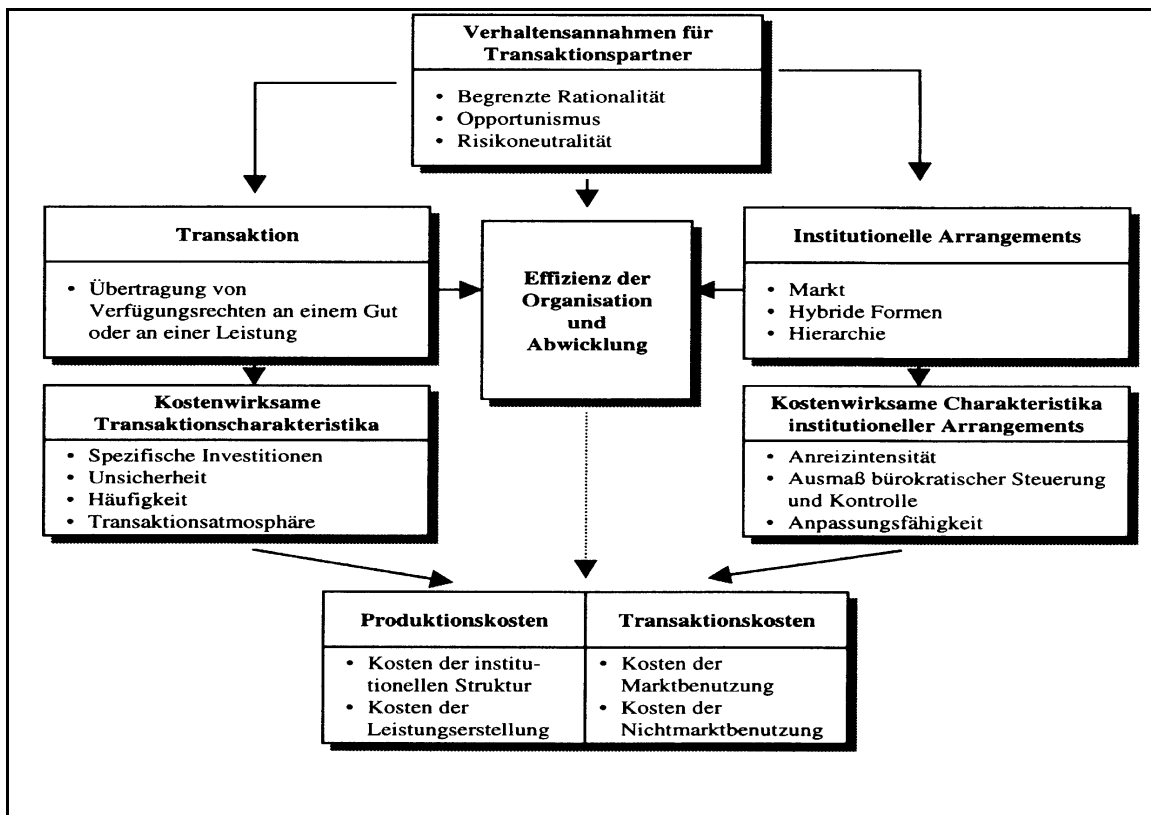 Verhaltensannahmen für
Transaktionspartner
• Begrenzte Rationalität
• Opportunismus
• Risikoneutralität
Transaktion
• Übertragung von
Verfügungsrechten an einem Gut
oder an einer Leistung
Effizienz der
Organisation
und
Abwicklung
Institutionelle Arrangements
• Markt
• Hybride Formen
• Hierarchie
Kostenwirksame
Transaktionscharakteristika
• Spezifische Investitionen
• Unsicherheit
• Häufigkeit
• Transaktionsatmosphäre
Kostenwirksame Charakteristika
institutioneller Arrangements
• Anreizintensität
• Ausmaß bürokratischer Steuerung
und Kontrolle
• Anpassungsfähigkeit
Produktionskosten
• Kosten der institu-
tionellen Struktur
• Kosten der
Leistungserstellung
Transaktionskosten
• Kosten der
Marktbenutzung
• Kosten der
Nichtmarktbenutzung